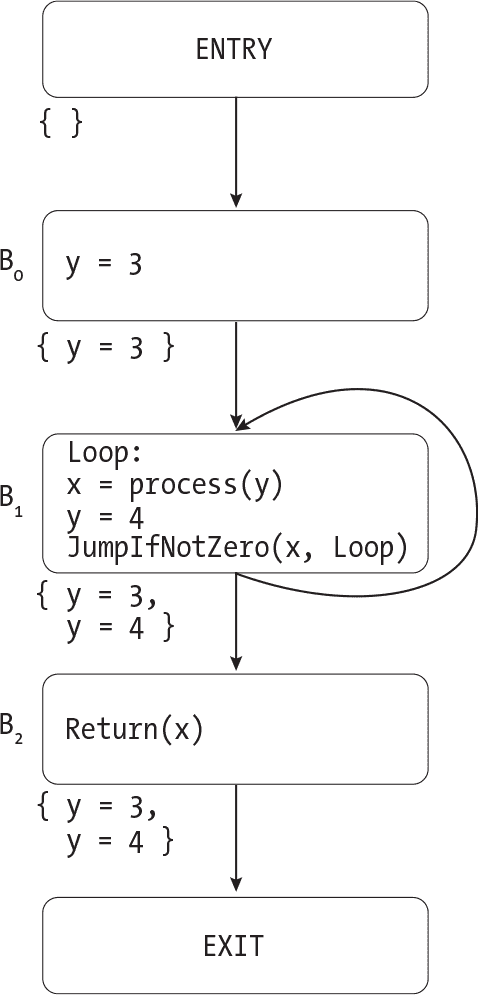 ENTRY
{ }
B0
y = 3
{ y = 3 }
B1
Loop:
x = process(y)
y = 4
JumpIfNotZero(x, Loop)
{ y = 3,
y = 4 }
B2
Return(x)
{ y = 3,
y = 4 }
EXIT